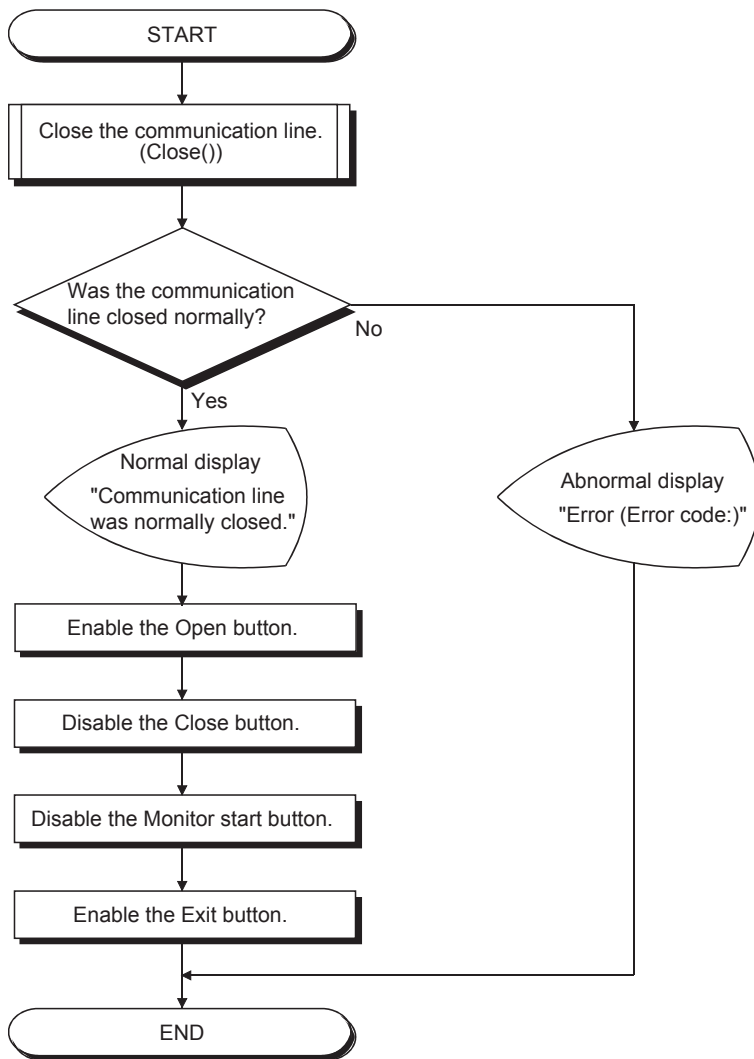 START
Close the communication line.
(Close())
Was the communication
line closed normally?
No
Yes
Normal display
"Communication line
was normally closed."
Abnormal display
"Error (Error code:)"
Enable the Open button.
Disable the Close button.
Disable the Monitor start button.
Enable the Exit button.
END